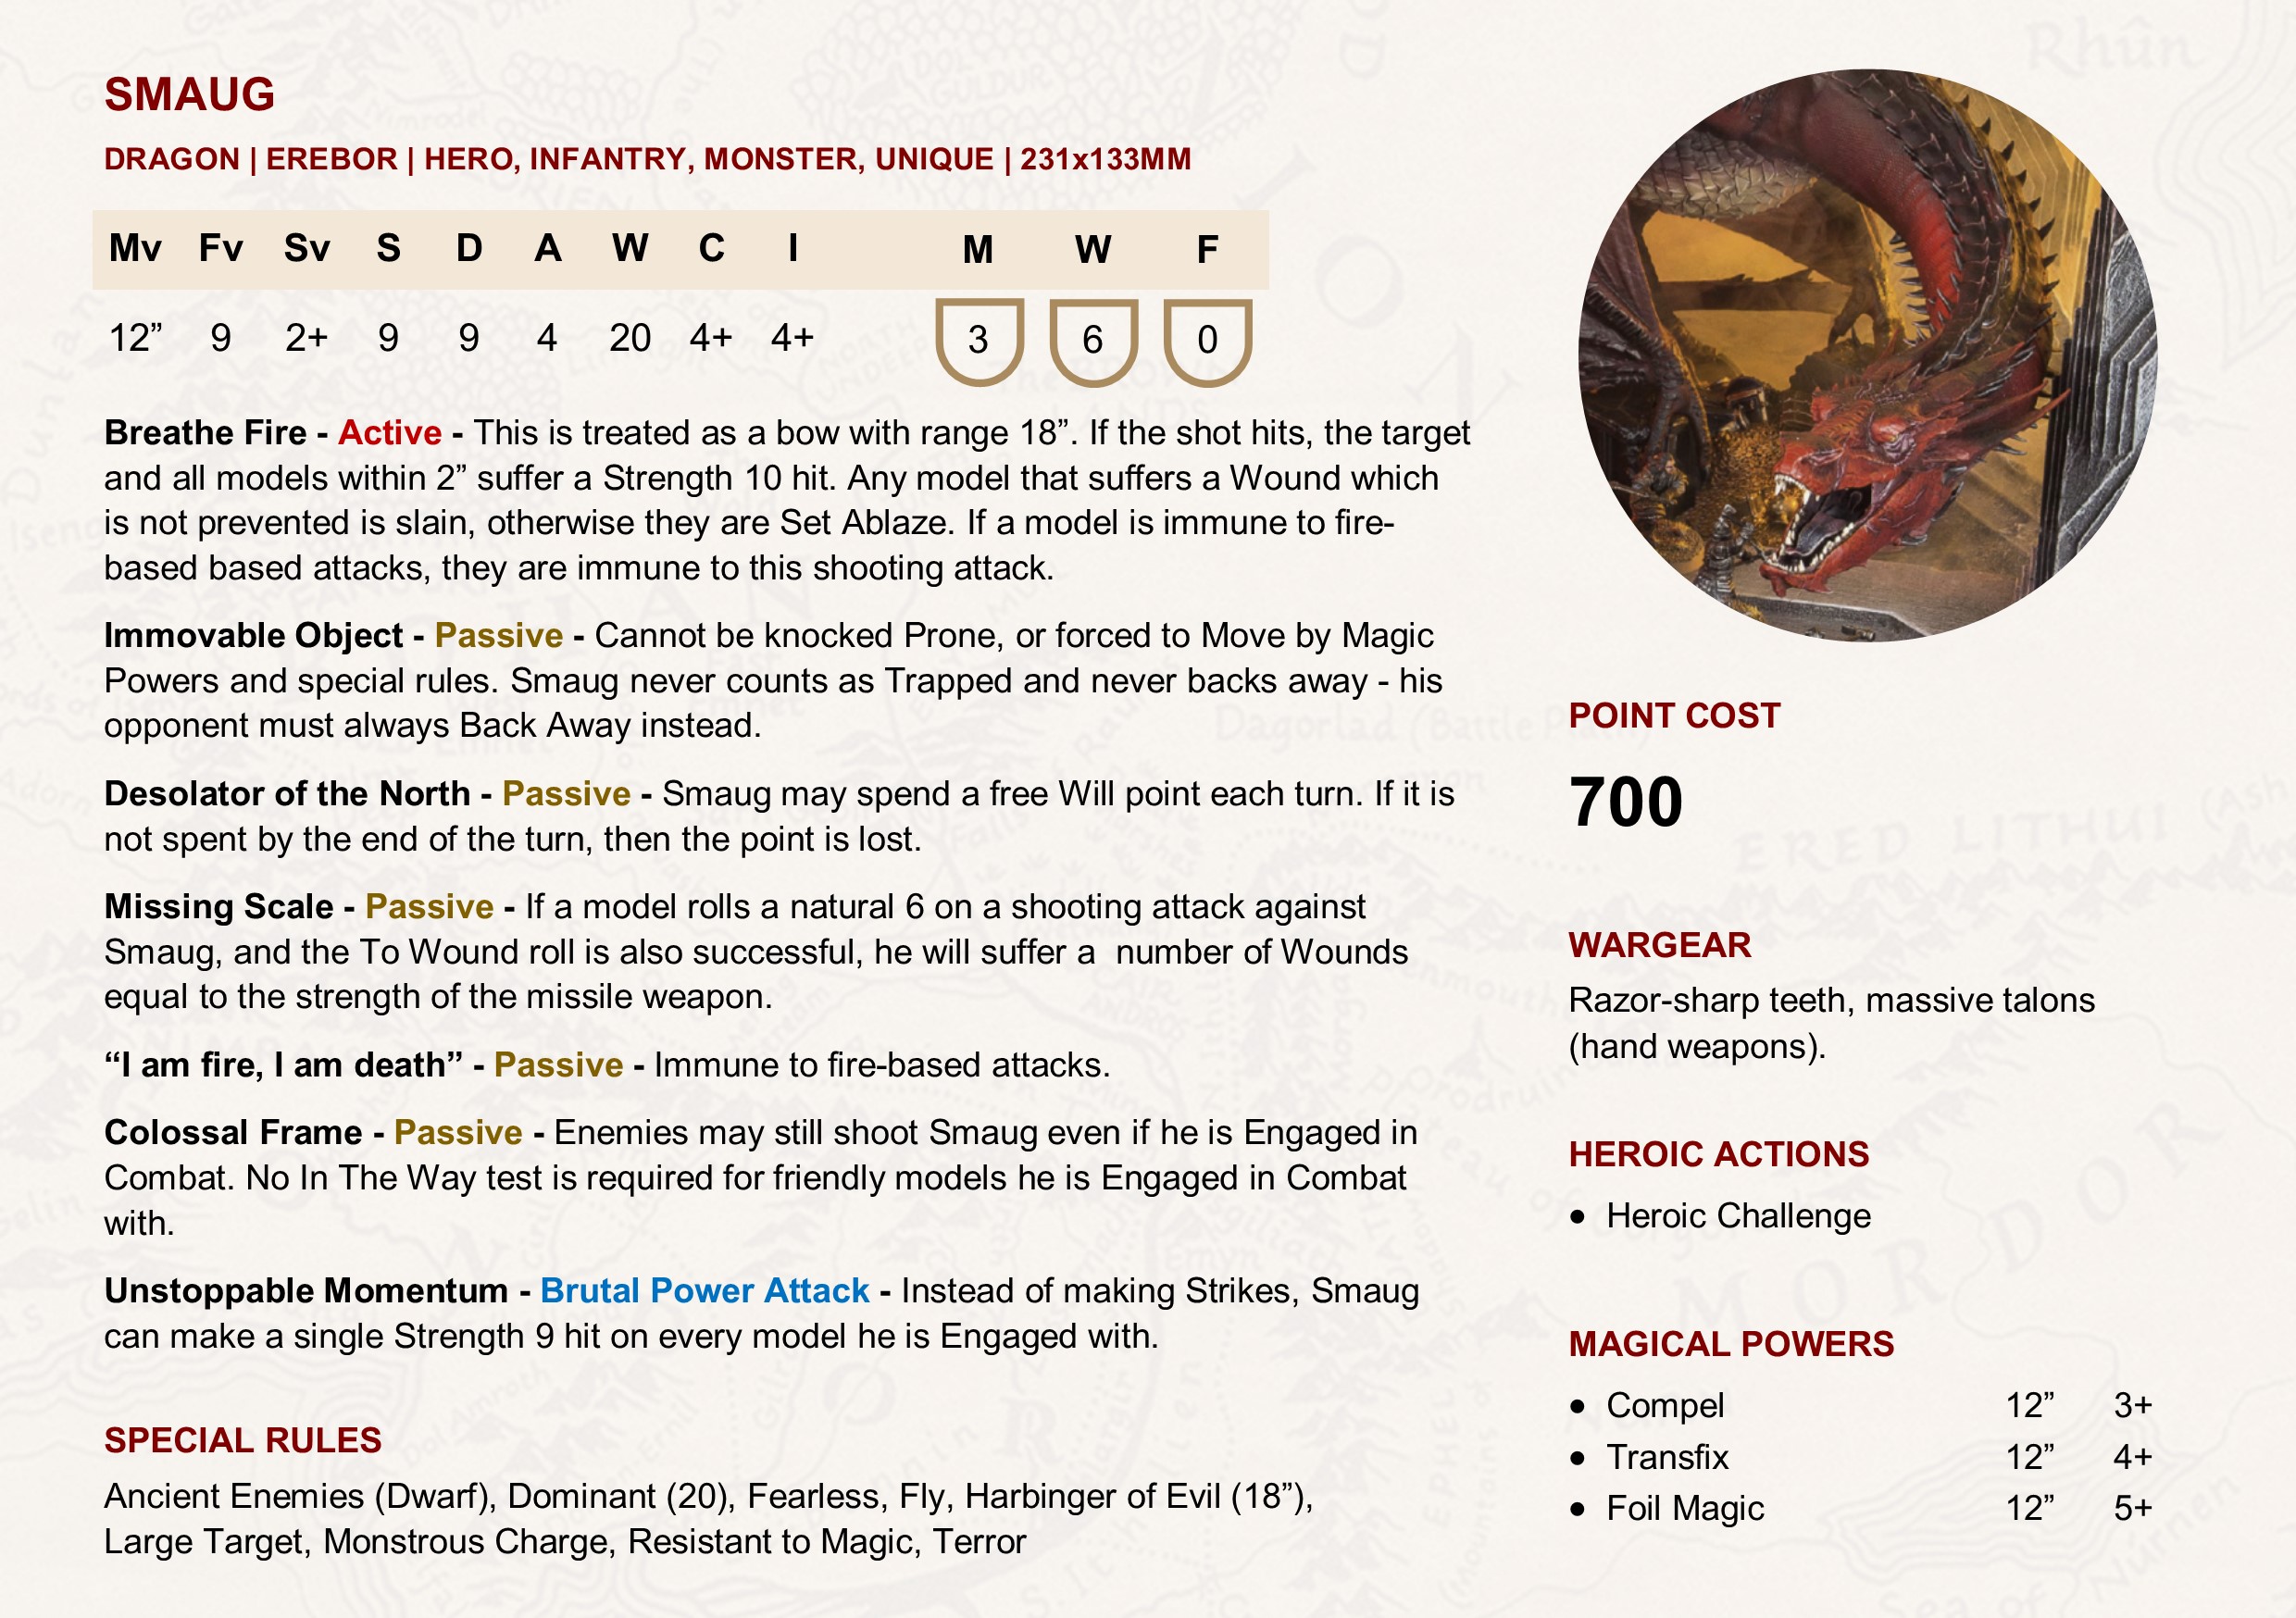 SMAUG
DRAGON | EREBOR | HERO, INFANTRY, MONSTER, UNIQUE | 231x133MM
Mv Fv Sv S D A W C I M W F
12” 9 2+ 9 9 4 20 4+ 4+ 3 6 0
Breathe Fire - Active - This is treated as a bow with range 18”. If the shot hits, the target
and all models within 2” suffer a Strength 10 hit. Any model that suffers a Wound which
is not prevented is slain, otherwise they are Set Ablaze. If a model is immune to fire-
based based attacks, they are immune to this shooting attack.
Immovable Object - Passive - Cannot be knocked Prone, or forced to Move by Magic
Powers and special rules. Smaug never counts as Trapped and never backs away - his
opponent must always Back Away instead.
Desolator of the North - Passive - Smaug may spend a free Will point each turn. If it is
not spent by the end of the turn, then the point is lost.
Missing Scale - Passive - If a model rolls a natural 6 on a shooting attack against
Smaug, and the To Wound roll is also successful, he will suffer a  number of Wounds
equal to the strength of the missile weapon.
“I am fire, I am death” - Passive - Immune to fire-based attacks.
Colossal Frame - Passive - Enemies may still shoot Smaug even if he is Engaged in
Combat. No In The Way test is required for friendly models he is Engaged in Combat
with.
Unstoppable Momentum - Brutal Power Attack - Instead of making Strikes, Smaug
can make a single Strength 9 hit on every model he is Engaged with.
SPECIAL RULES
Ancient Enemies (Dwarf), Dominant (20), Fearless, Fly, Harbinger of Evil (18”),
Large Target, Monstrous Charge, Resistant to Magic, Terror
POINT COST
700
WARGEAR
Razor-sharp teeth, massive talons
(hand weapons).
HEROIC ACTIONS
• Heroic Challenge
MAGICAL POWERS
• Compel 12” 3+
• Transfix 12” 4+
• Foil Magic 12” 5+
Rhûn
Dagorlad (Battle
ERED LITHUI (Ash
MORDOR